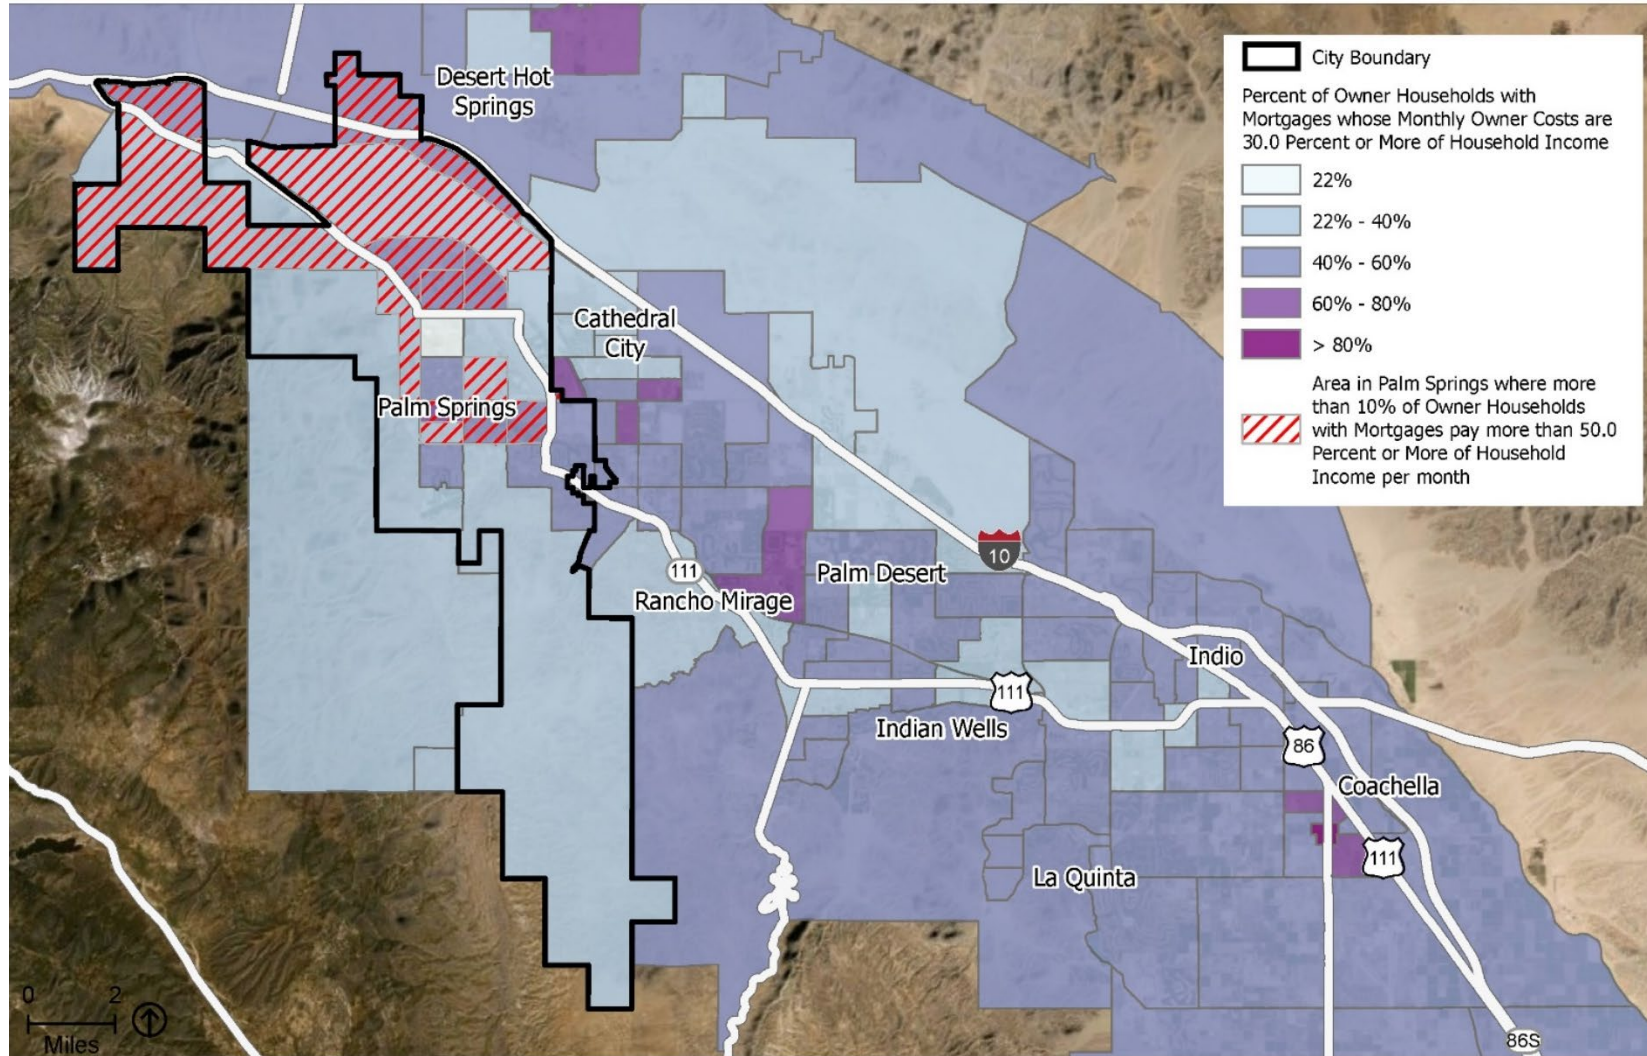 City Boundary
Percent of Owner Households with
Mortgages whose Monthly Owner Costs are
30.0 Percent or More of Household Income
22%
22% - 40%
40% - 60%
60% - 80%
> 80%
Area in Palm Springs where more
than 10% of Owner Households
with Mortgages pay more than 50.0
Percent or More of Household
Income per month
Desert Hot
Springs
Cathedral
City
Palm Springs
10
111
Palm Desert
Rancho Mirage
Indio
111
Indian Wells
86
Coachella
111
La Quinta
0 2
Miles
86S